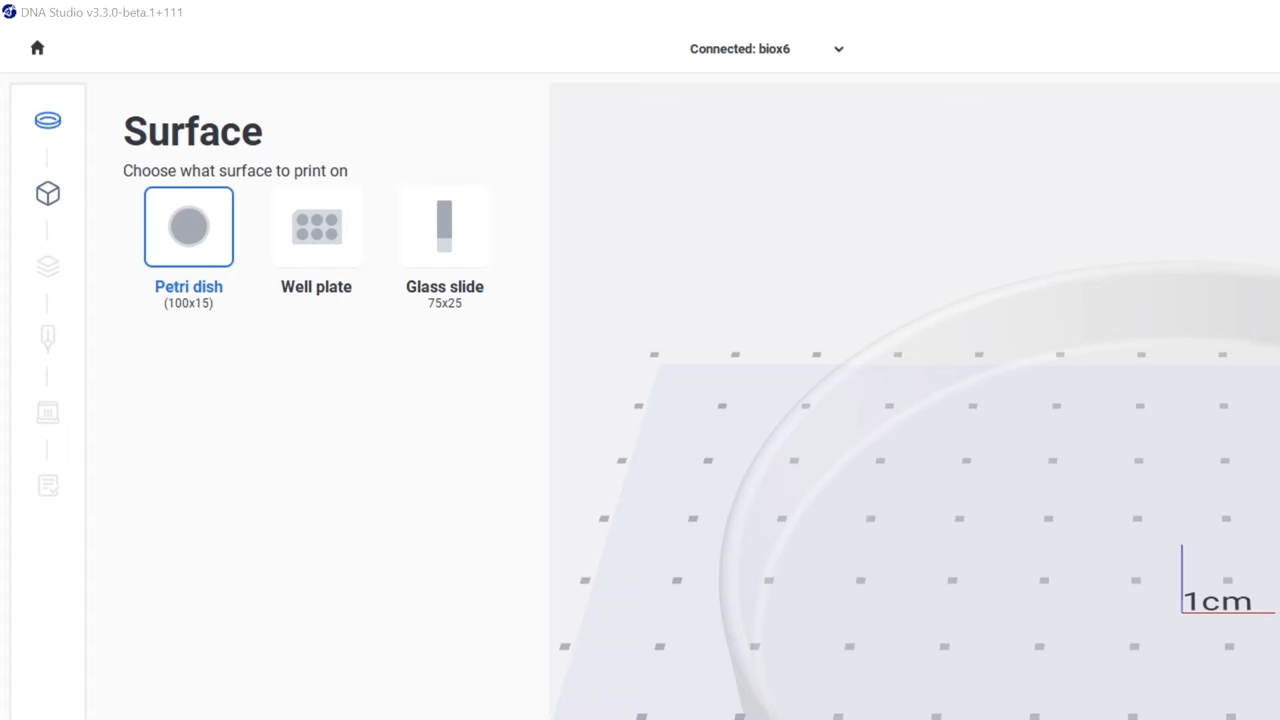 DNA Studio v3.3.0-beta.1+111
Connected: biox6
Surface
Choose what surface to print on
Petri dish
(100x15)
Well plate
Glass slide
75x25
1cm